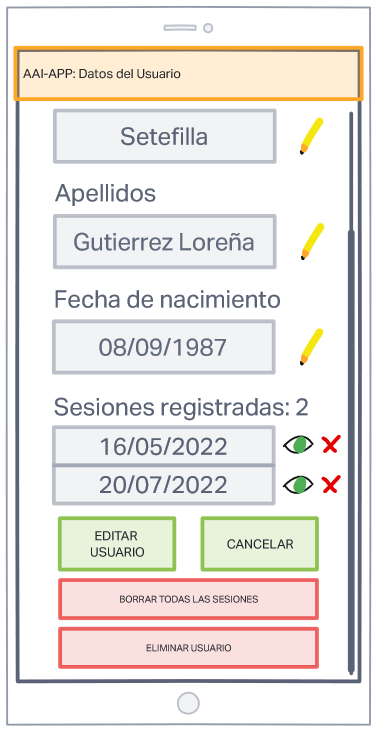 AAI-APP: Datos del Usuario
Setefilla
Apellidos
Gutierrez Loreña
Fecha de nacimiento
08/09/1987
Sesiones registradas: 2
16/05/2022
20/07/2022
EDITAR
USUARIO
CANCELAR
BORRAR TODAS LAS SESIONES
ELIMINAR USUARIO